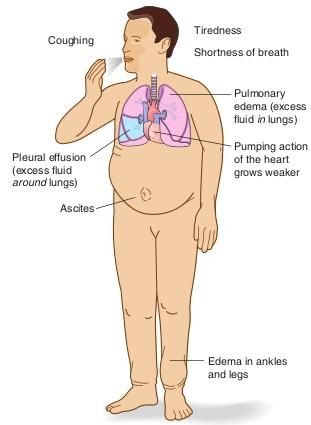 Coughing
Tiredness
Shortness of breath
Pulmonary
edema (excess
fluid in lungs)
Pumping action
of the heart
grows weaker
Pleural effusion
(excess fluid
around lungs)
Ascites
Edema in ankles
and legs